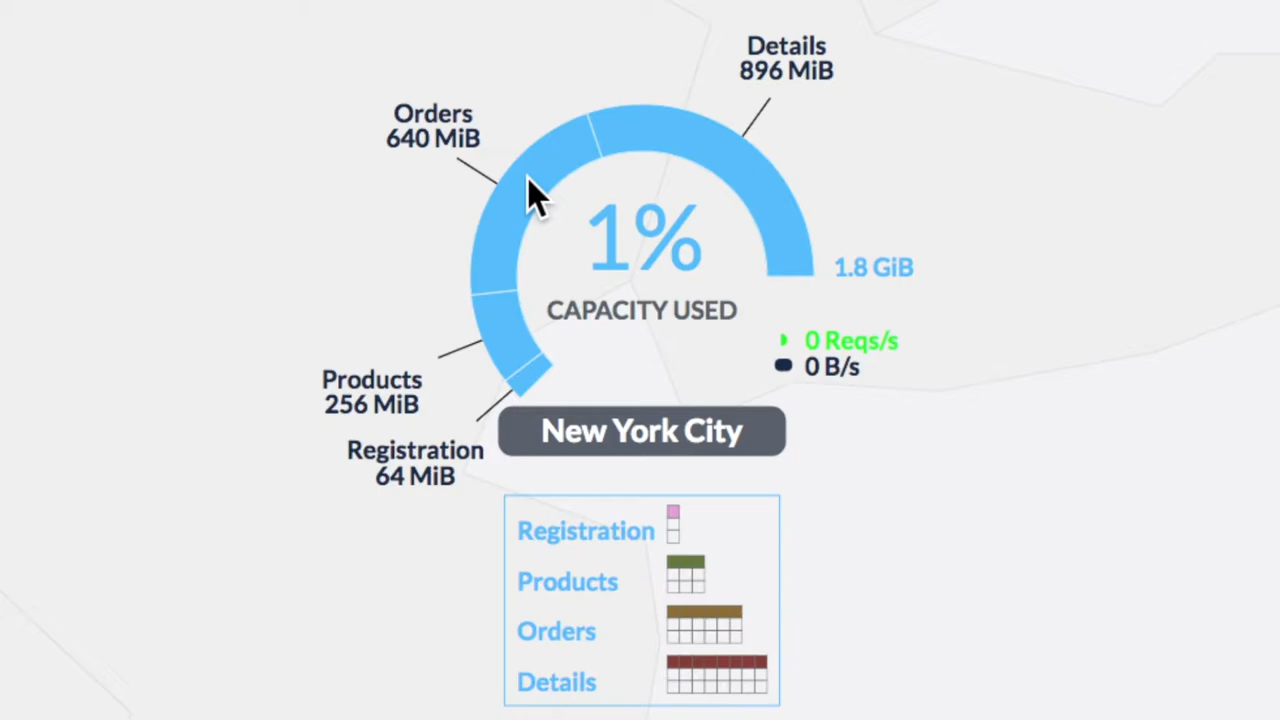 Details
896 MiB
Orders
640 MiB
1%
CAPACITY USED
1.8 GiB
0 Reqs/s
0 B/s
Products
256 MiB
Registration
64 MiB
New York City
Registration
Products
Orders
Details